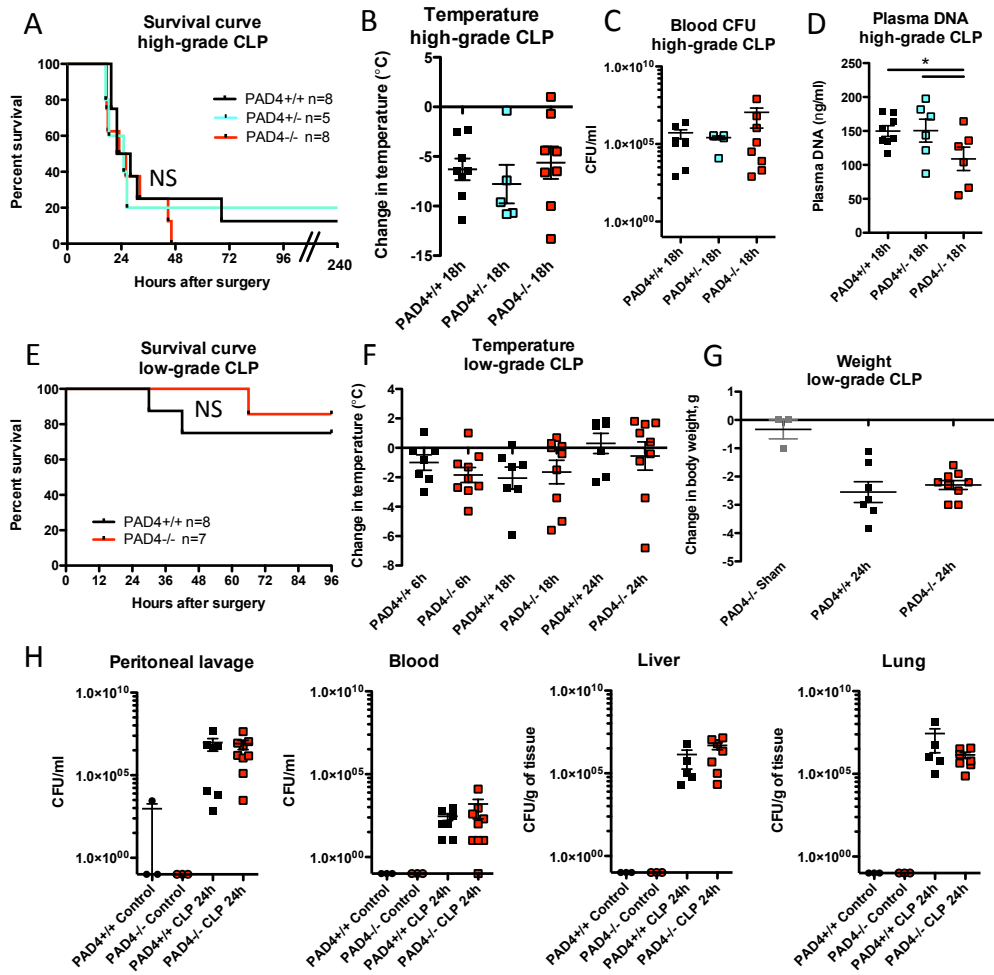 A
Survival curve
high-grade CLP
Percent survival
100
80
60
40
20
0
PAD4+/+ n=8
PAD4+/- n=5
PAD4-/- n=8
NS
0 24 48 72 96 240
Hours after surgery
B
Temperature
high-grade CLP
Change in temperature (°C)
5
0
-5
-10
-15
PAD4+/+ 18h
PAD4+/- 18h
PAD4-/- 18h
C
Blood CFU
high-grade CLP
CFU/ml
1.0×10^10
1.0×10^05
1.0×10^00
PAD4+/+ 18h
PAD4+/- 18h
PAD4-/- 18h
D
Plasma DNA
high-grade CLP
Plasma DNA (ng/ml)
250
200
150
100
50
0
*
PAD4+/+ 18h
PAD4+/- 18h
PAD4-/- 18h
E
Survival curve
low-grade CLP
Percent survival
100
80
60
40
20
0
NS
PAD4+/+ n=8
PAD4-/- n=7
0 12 24 36 48 60 72 84 96
Hours after surgery
F
Temperature
low-grade CLP
Change in temperature (°C)
4
2
0
-2
-4
-6
-8
PAD4+/+ 6h
PAD4-/- 6h
PAD4+/+ 18h
PAD4-/- 18h
PAD4+/+ 24h
PAD4-/- 24h
G
Weight
low-grade CLP
Change in body weight, g
1
0
-1
-2
-3
-4
-5
PAD4-/- Sham
PAD4+/+ 24h
PAD4-/- 24h
H
Peritoneal lavage
CFU/ml
1.0×10^10
1.0×10^05
1.0×10^00
PAD4+/+ Control
PAD4-/- Control
PAD4+/+ CLP 24h
PAD4-/- CLP 24h
Blood
CFU/ml
1.0×10^10
1.0×10^05
1.0×10^00
PAD4+/+ Control
PAD4-/- Control
PAD4+/+ CLP 24h
PAD4-/- CLP 24h
Liver
CFU/g of tissue
1.0×10^10
1.0×10^05
1.0×10^00
PAD4+/+ Control
PAD4-/- Control
PAD4+/+ CLP 24h
PAD4-/- CLP 24h
Lung
CFU/g of tissue
1.0×10^10
1.0×10^05
1.0×10^00
PAD4+/+ Control
PAD4-/- Control
PAD4+/+ CLP 24h
PAD4-/- CLP 24h